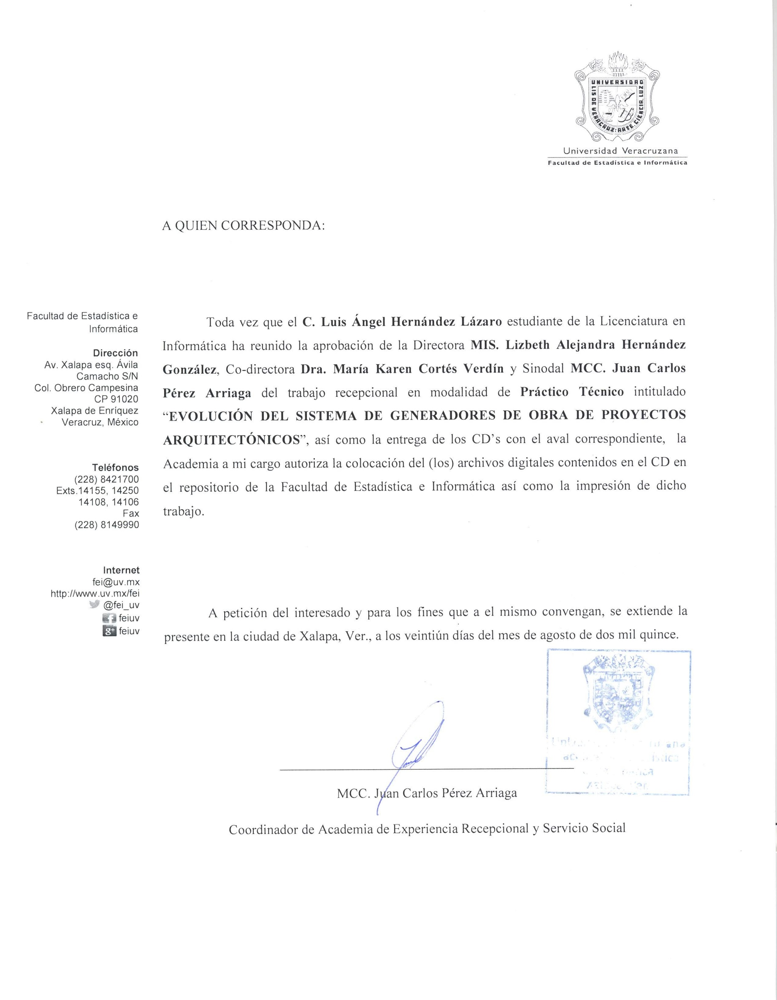 UNIVERSIDAD
LIS DE VERACRUZ: ARTE, CIENCIA, LUZ
Universidad Veracruzana
Facultad de Estadística e Informática
A QUIEN CORRESPONDA:
Facultad de Estadística e
Informática
Dirección
Av. Xalapa esq. Ávila
Camacho S/N
Col. Obrero Campesina
CP 91020
Xalapa de Enríquez
Veracruz, México
Teléfonos
(228) 8421700
Exts.14155, 14250
14108, 14106
Fax
(228) 8149990
Internet
fei@uv.mx
http://www.uv.mx/fei
@fei_uv
feiuv
feiuv
Toda vez que el C. Luis Ángel Hernández Lázaro estudiante de la Licenciatura en
Informática ha reunido la aprobación de la Directora MIS. Lizbeth Alejandra Hernández
González, Co-directora Dra. María Karen Cortés Verdín y Sinodal MCC. Juan Carlos
Pérez Arriaga del trabajo recepcional en modalidad de Práctico Técnico intitulado
“EVOLUCIÓN DEL SISTEMA DE GENERADORES DE OBRA DE PROYECTOS
ARQUITECTÓNICOS”, así como la entrega de los CD’s con el aval correspondiente, la
Academia a mi cargo autoriza la colocación del (los) archivos digitales contenidos en el CD en
el repositorio de la Facultad de Estadística e Informática así como la impresión de dicho
trabajo.
A petición del interesado y para los fines que a el mismo convengan, se extiende la
presente en la ciudad de Xalapa, Ver., a los veintiún días del mes de agosto de dos mil quince.
MCC. Juan Carlos Pérez Arriaga
Coordinador de Academia de Experiencia Recepcional y Servicio Social